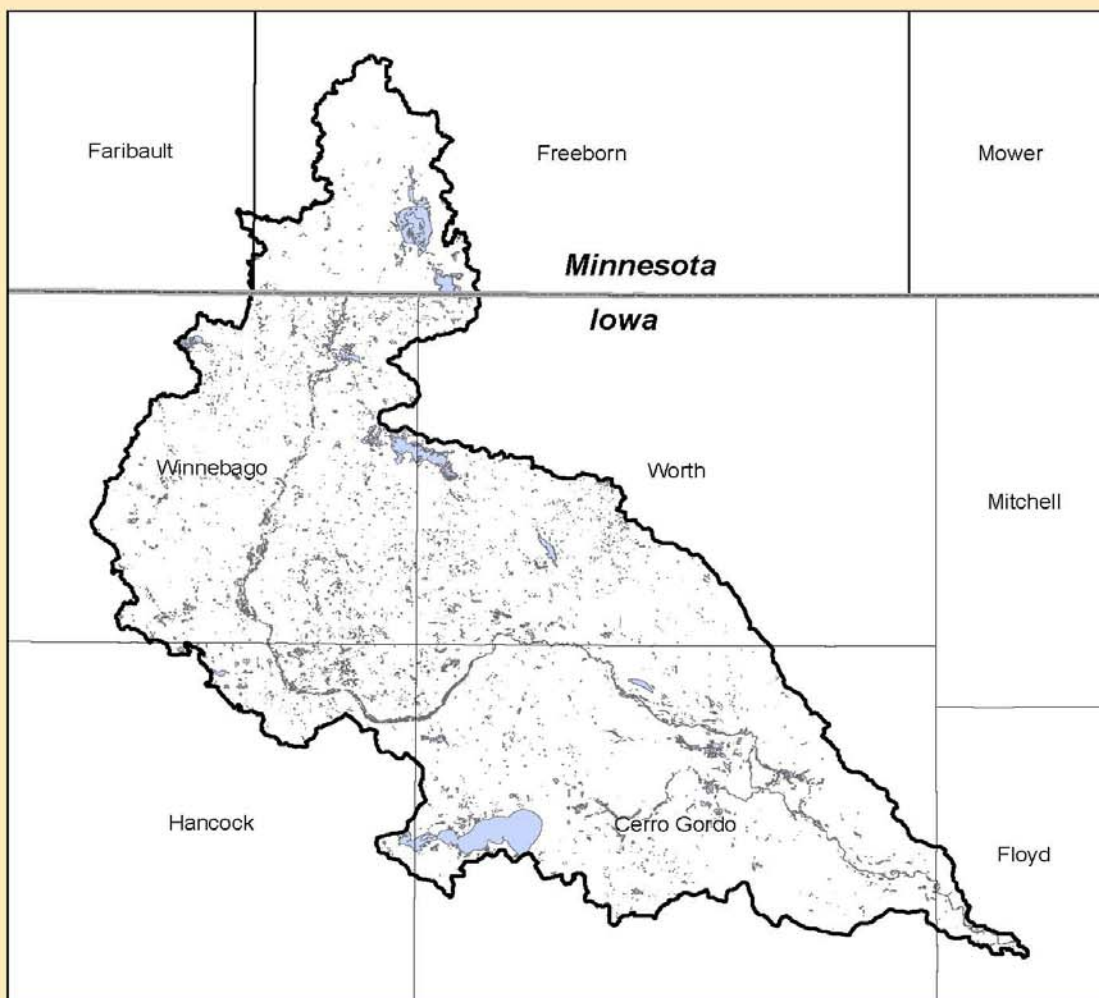 Faribault
Freeborn
Mower
Minnesota
Iowa
Winnebago
Worth
Mitchell
Hancock
Cerro Gordo
Floyd